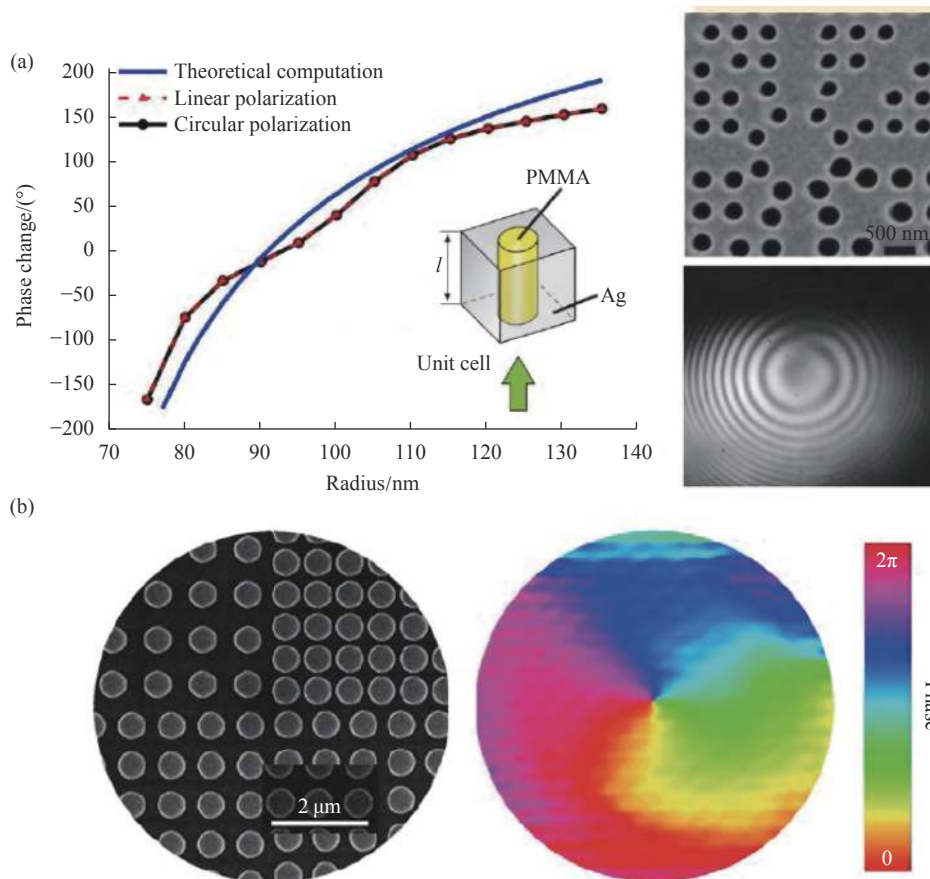 (a)
Theoretical computation
Linear polarization
Circular polarization
200
150
100
50
0
−50
−100
−150
−200
Phase change/(°)
70 80 90 100 110 120 130 140
Radius/nm
PMMA
l
Ag
Unit cell
500 nm
(b)
2 μm
2π
0